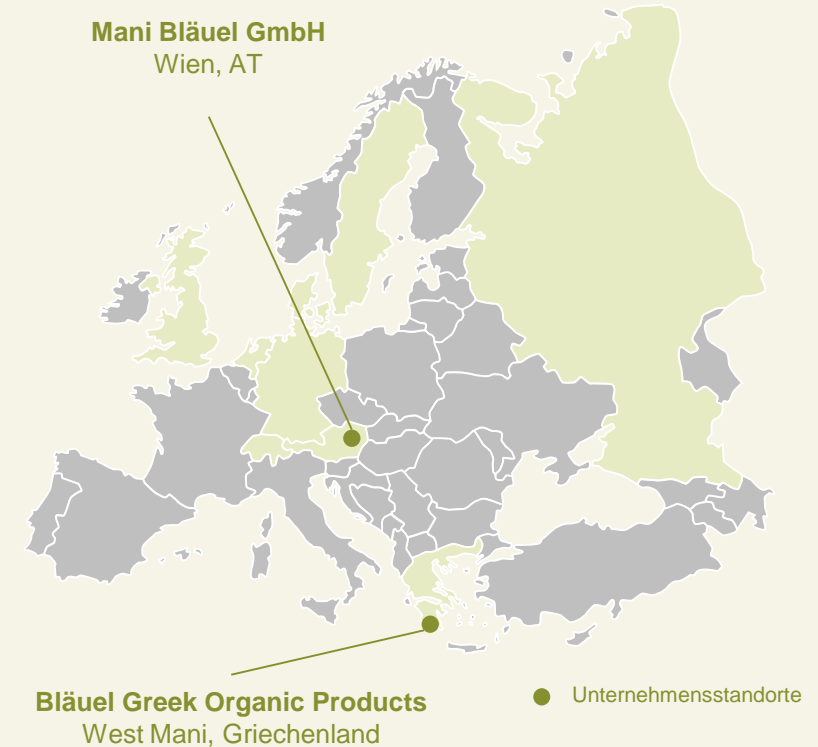 Mani Bläuel GmbH
Wien, AT
Bläuel Greek Organic Products
West Mani, Griechenland
Unternehmensstandorte